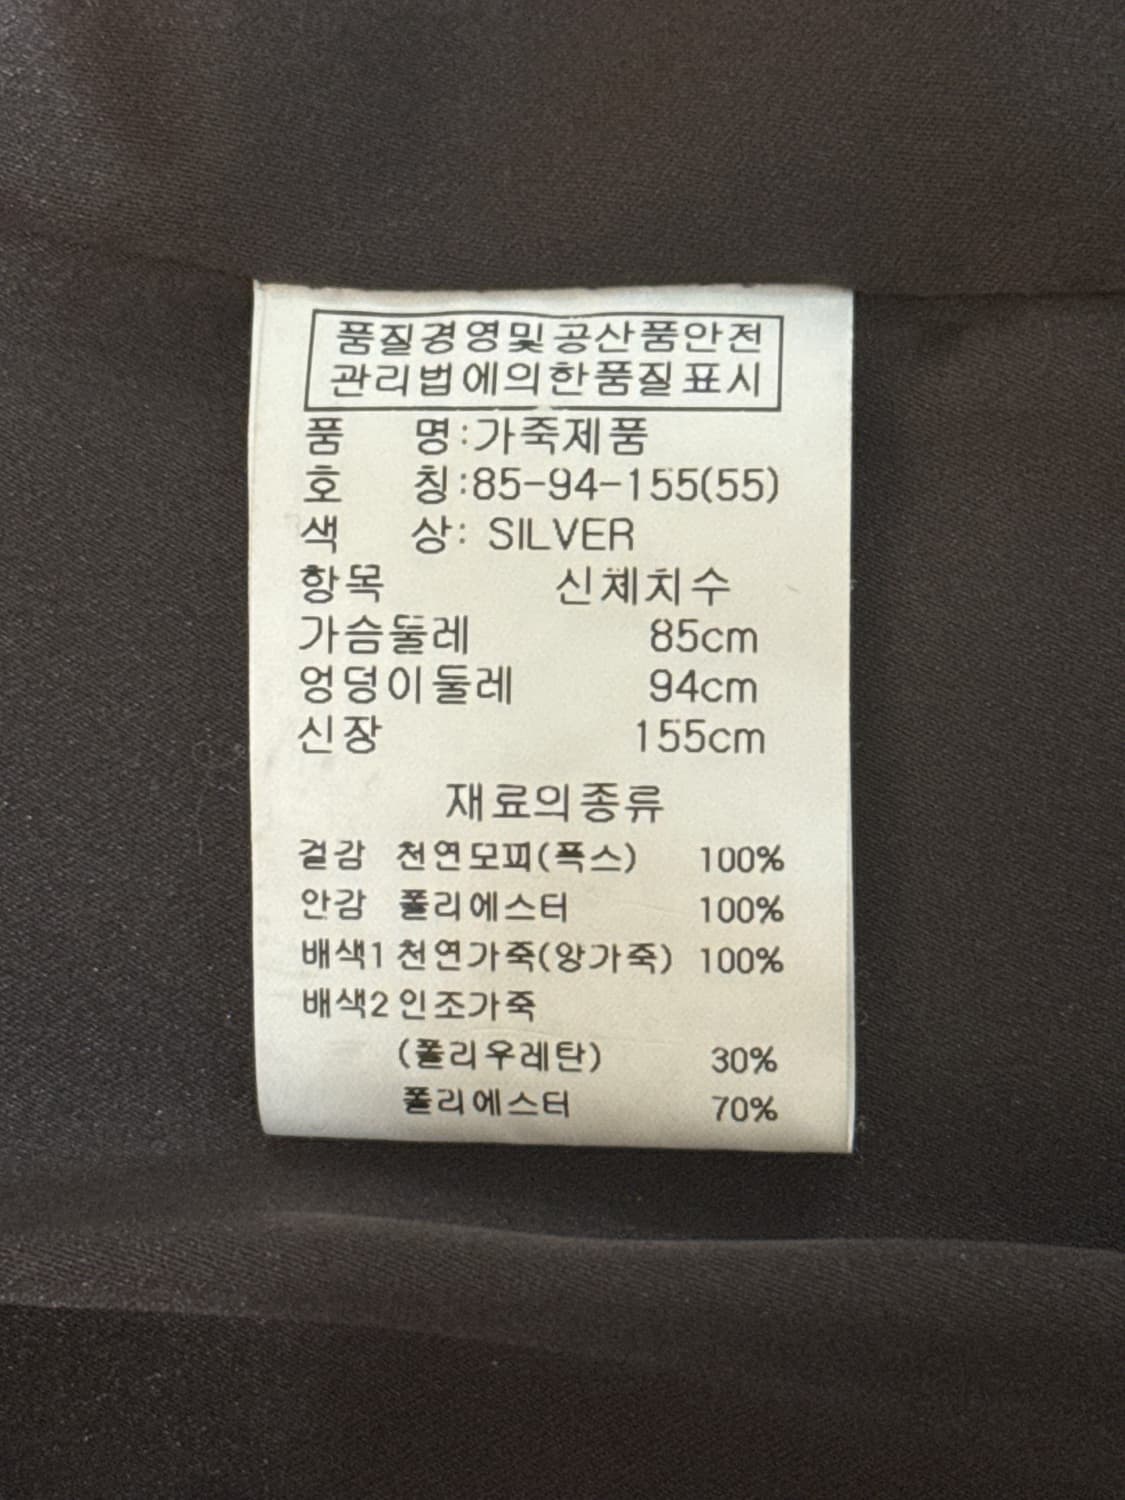 품질경영및공산품안전
관리법에의한품질표시
품 명:가죽제품
호 칭:85-94-155(55)
색 상: SILVER
항목 신체치수
가슴둘레 85cm
엉덩이둘레 94cm
신장 155cm
재료의종류
겉감 천연모피(폭스) 100%
안감 폴리에스터 100%
배색1 천연가죽(양가죽) 100%
배색2 인조가죽
(폴리우레탄) 30%
폴리에스터 70%